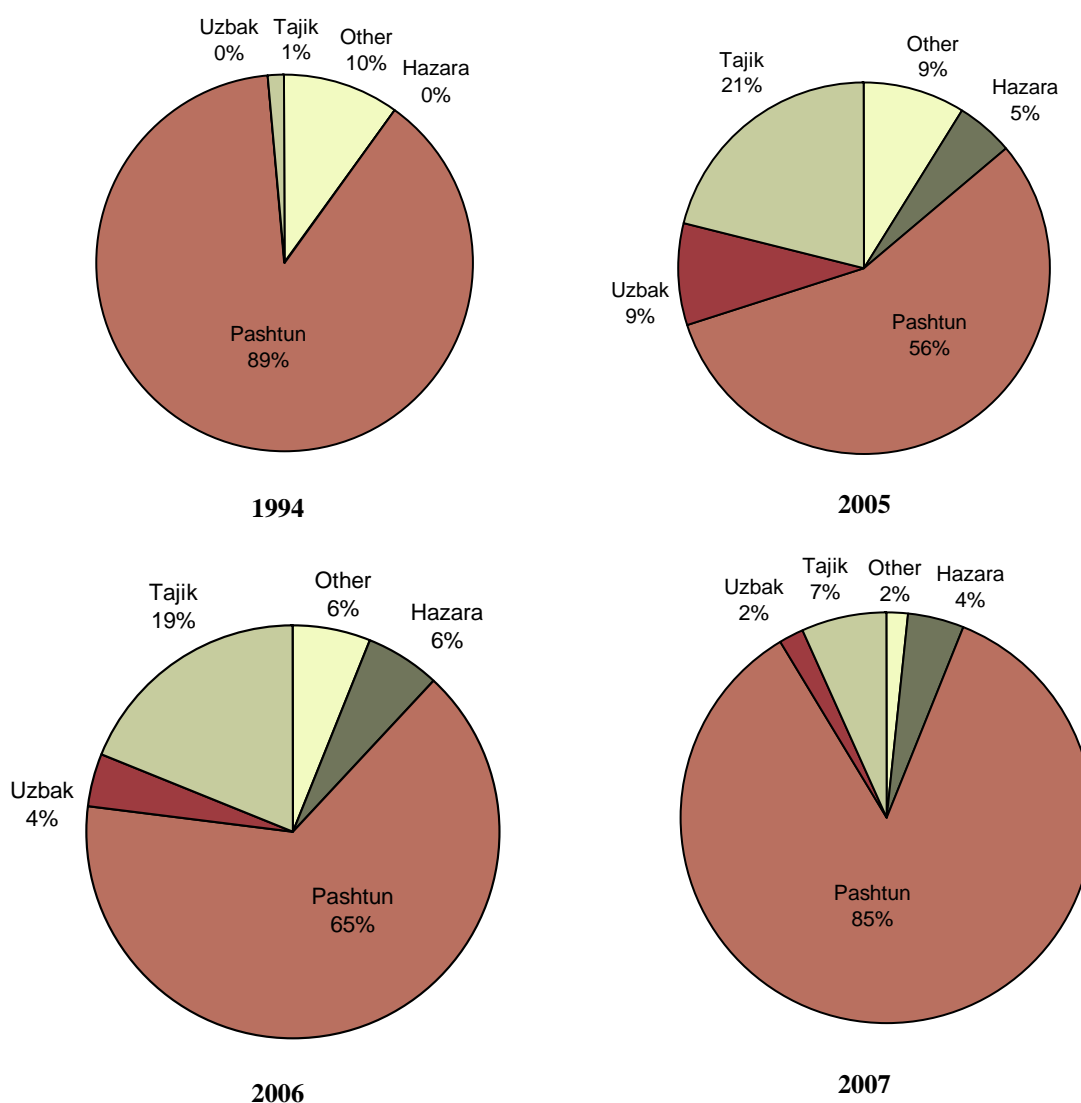 Uzbak
0%
Tajik
1%
Other
10%
Hazara
0%
Pashtun
89%
1994
Tajik
21%
Other
9%
Hazara
5%
Uzbak
9%
Pashtun
56%
2005
Tajik
19%
Other
6%
Hazara
6%
Uzbak
4%
Pashtun
65%
2006
Uzbak
2%
Tajik
7%
Other
2%
Hazara
4%
Pashtun
85%
2007